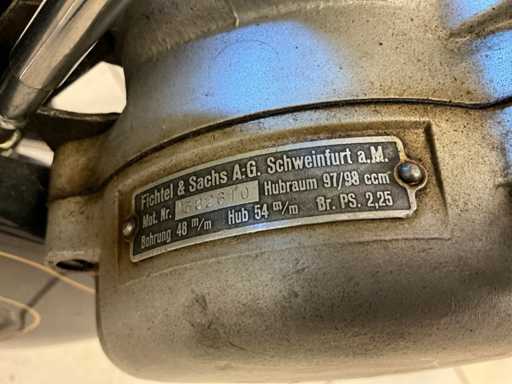 Fichtel & Sachs A.-G. Schweinfurt a.M.
Mot. Nr. Hubraum 97/98 ccm
Bohrung 48 m/m Hub 54 m/m Br. PS. 2,25